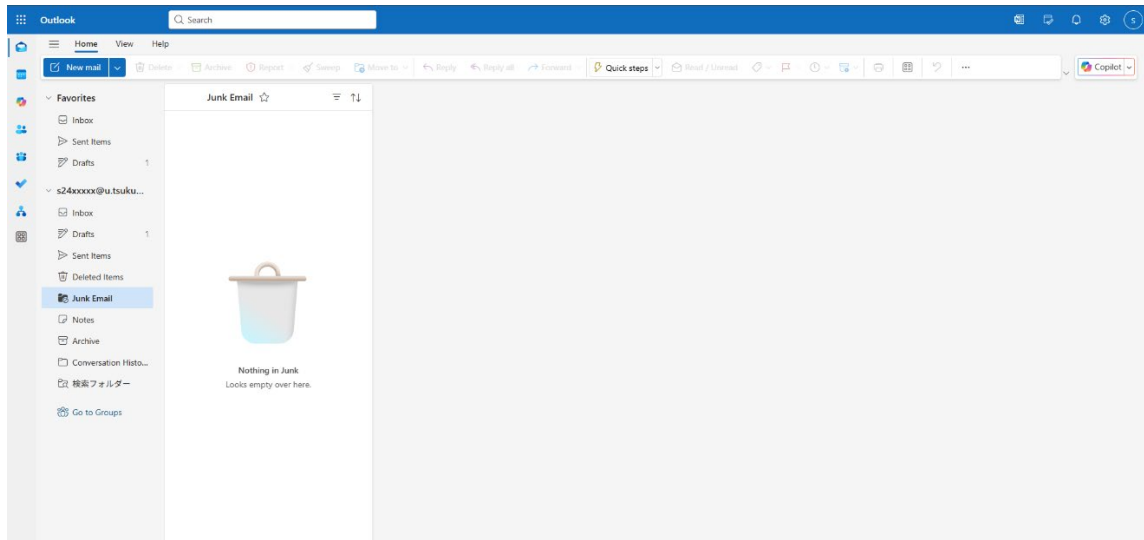 Outlook
Search
S
Home View Help
New mail Delete Archive Report Sweep Move to Reply Reply all Forward Quick steps Read / Unread ... Copilot
Favorites
Inbox
Sent Items
Drafts 1
s24xxxxx@u.tsuku...
Inbox
Drafts 1
Sent Items
Deleted Items
Junk Email
Notes
Archive
Conversation Histo...
検索フォルダー
Go to Groups
Junk Email
Nothing in Junk
Looks empty over here.